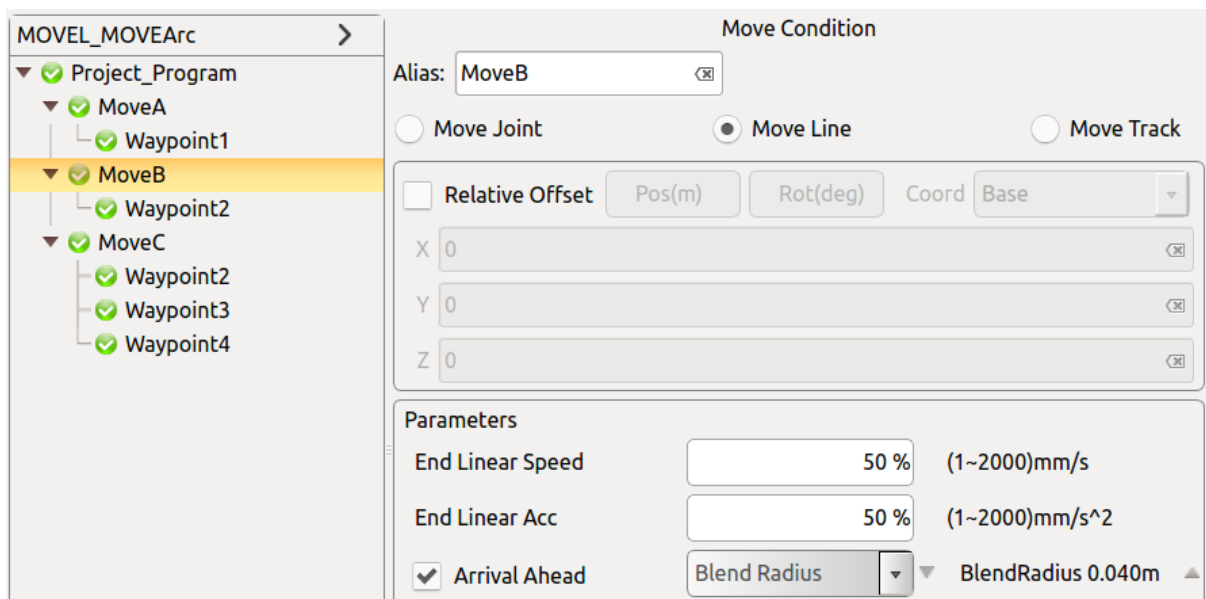 MOVEL_MOVEArc
Project_Program
MoveA
Waypoint1
MoveB
Waypoint2
MoveC
Waypoint2
Waypoint3
Waypoint4
Move Condition
Alias: MoveB
Move Joint Move Line Move Track
Relative Offset Pos(m) Rot(deg) Coord Base
X 0
Y 0
Z 0
Parameters
End Linear Speed 50 % (1~2000)mm/s
End Linear Acc 50 % (1~2000)mm/s^2
Arrival Ahead Blend Radius BlendRadius 0.040m